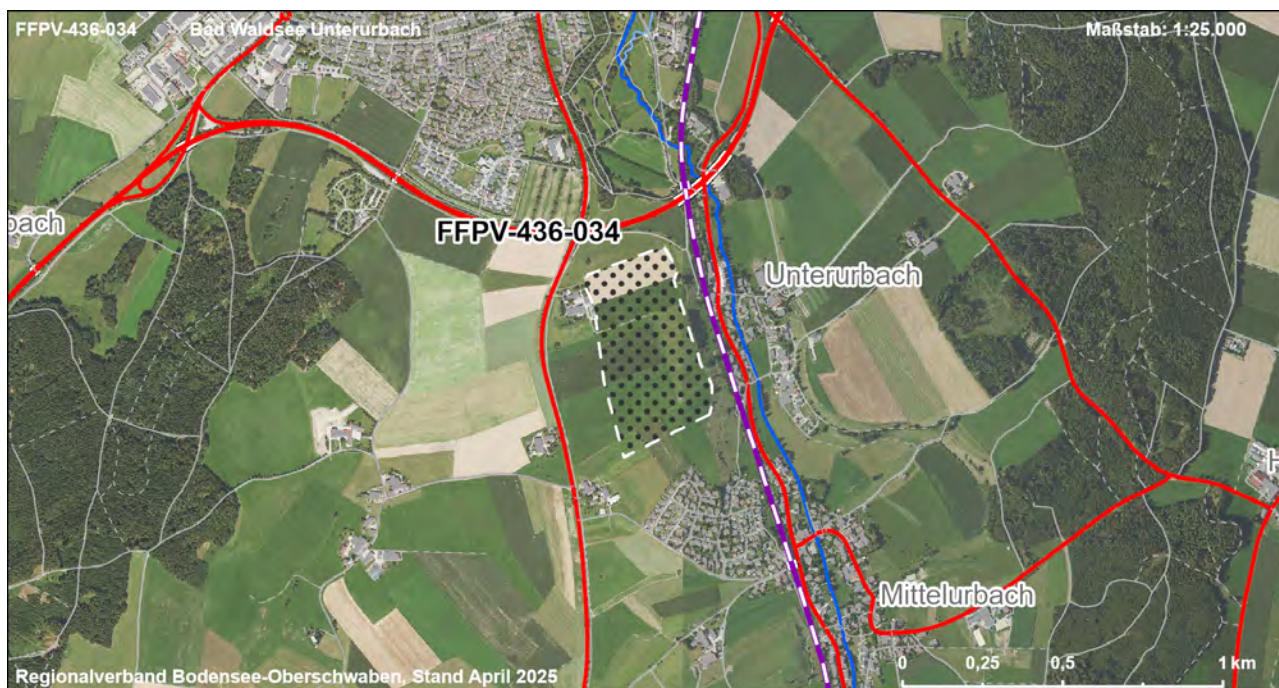 FFPV-436-034 Bad Waldsee Unterurbach Maßstab: 1:25.000
bach
FFPV-436-034
Unterurbach
H
Mittelurbach
0 0,25 0,5 1 km
Regionalverband Bodensee-Oberschwaben, Stand April 2025